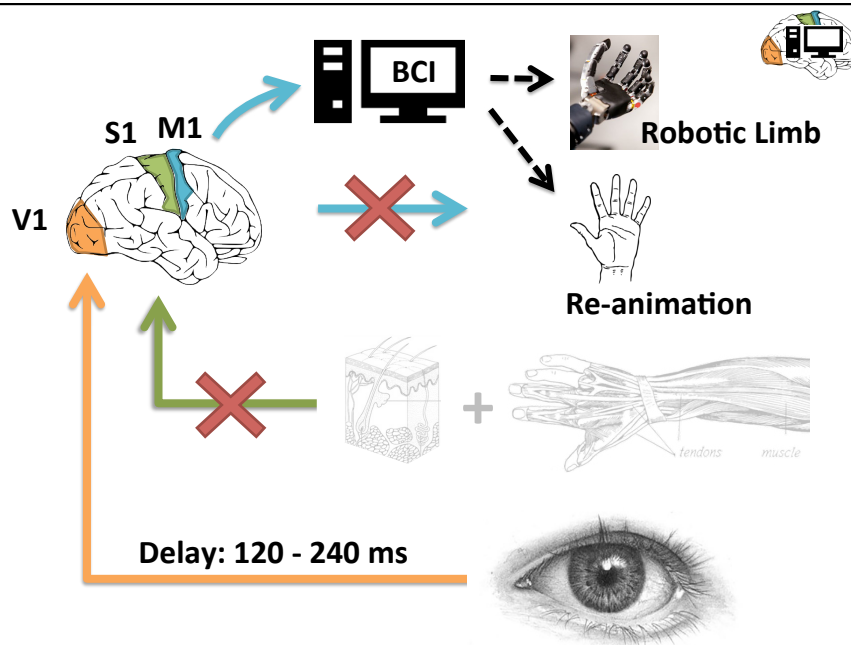 BCI
S1 M1
Robotic Limb
V1
Re-animation
tendons muscle
Delay: 120 - 240 ms